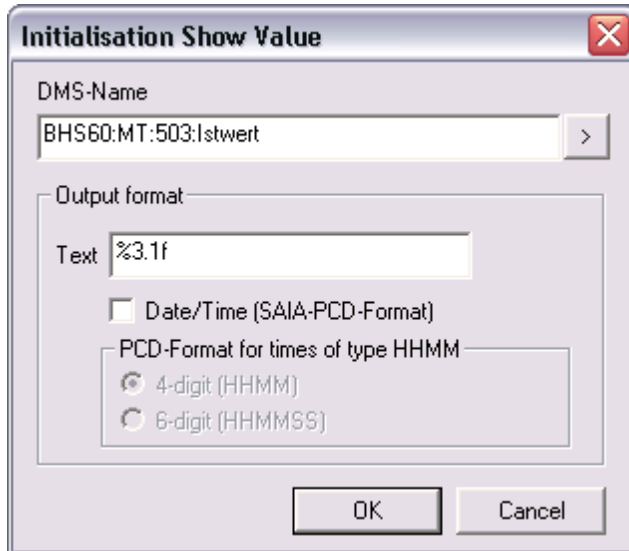 Initialisation Show Value
DMS-Name
BHS60:MT:503:Istwert
>
Output format
Text %3.1f
Date/Time (SAIA-PCD-Format)
PCD-Format for times of type HHMM
4-digit (HHMM)
6-digit (HHMMSS)
OK Cancel